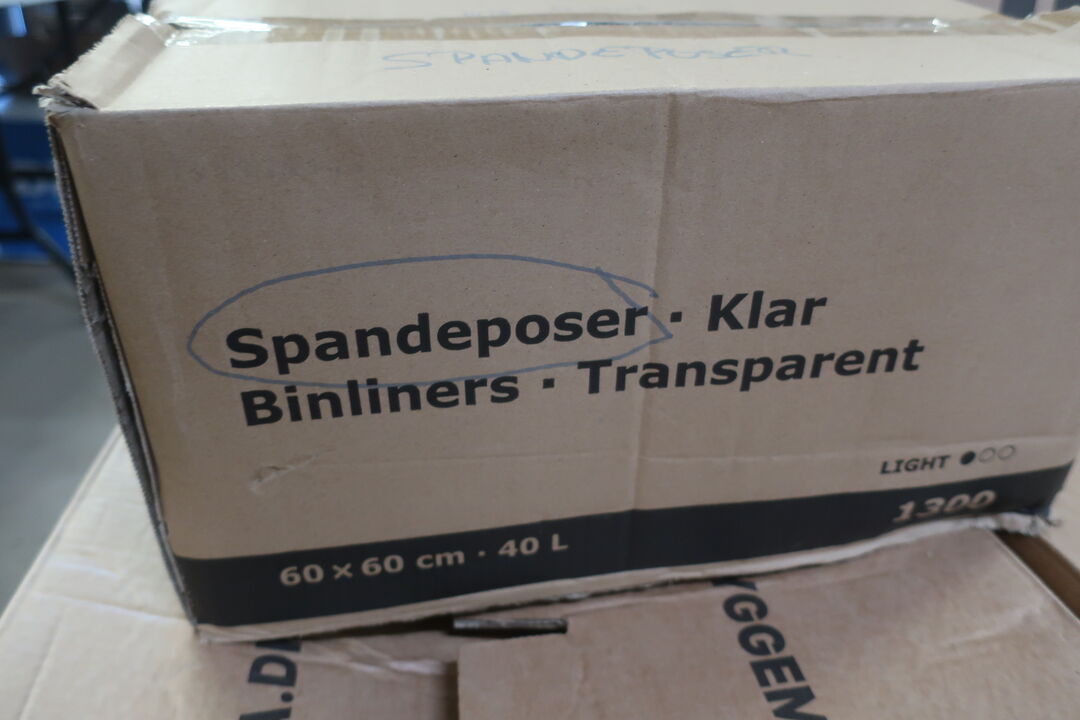 SPANDEPOSER
Spandeposer · Klar
Binliners · Transparent
LIGHT
1300
60 x 60 cm · 40 L